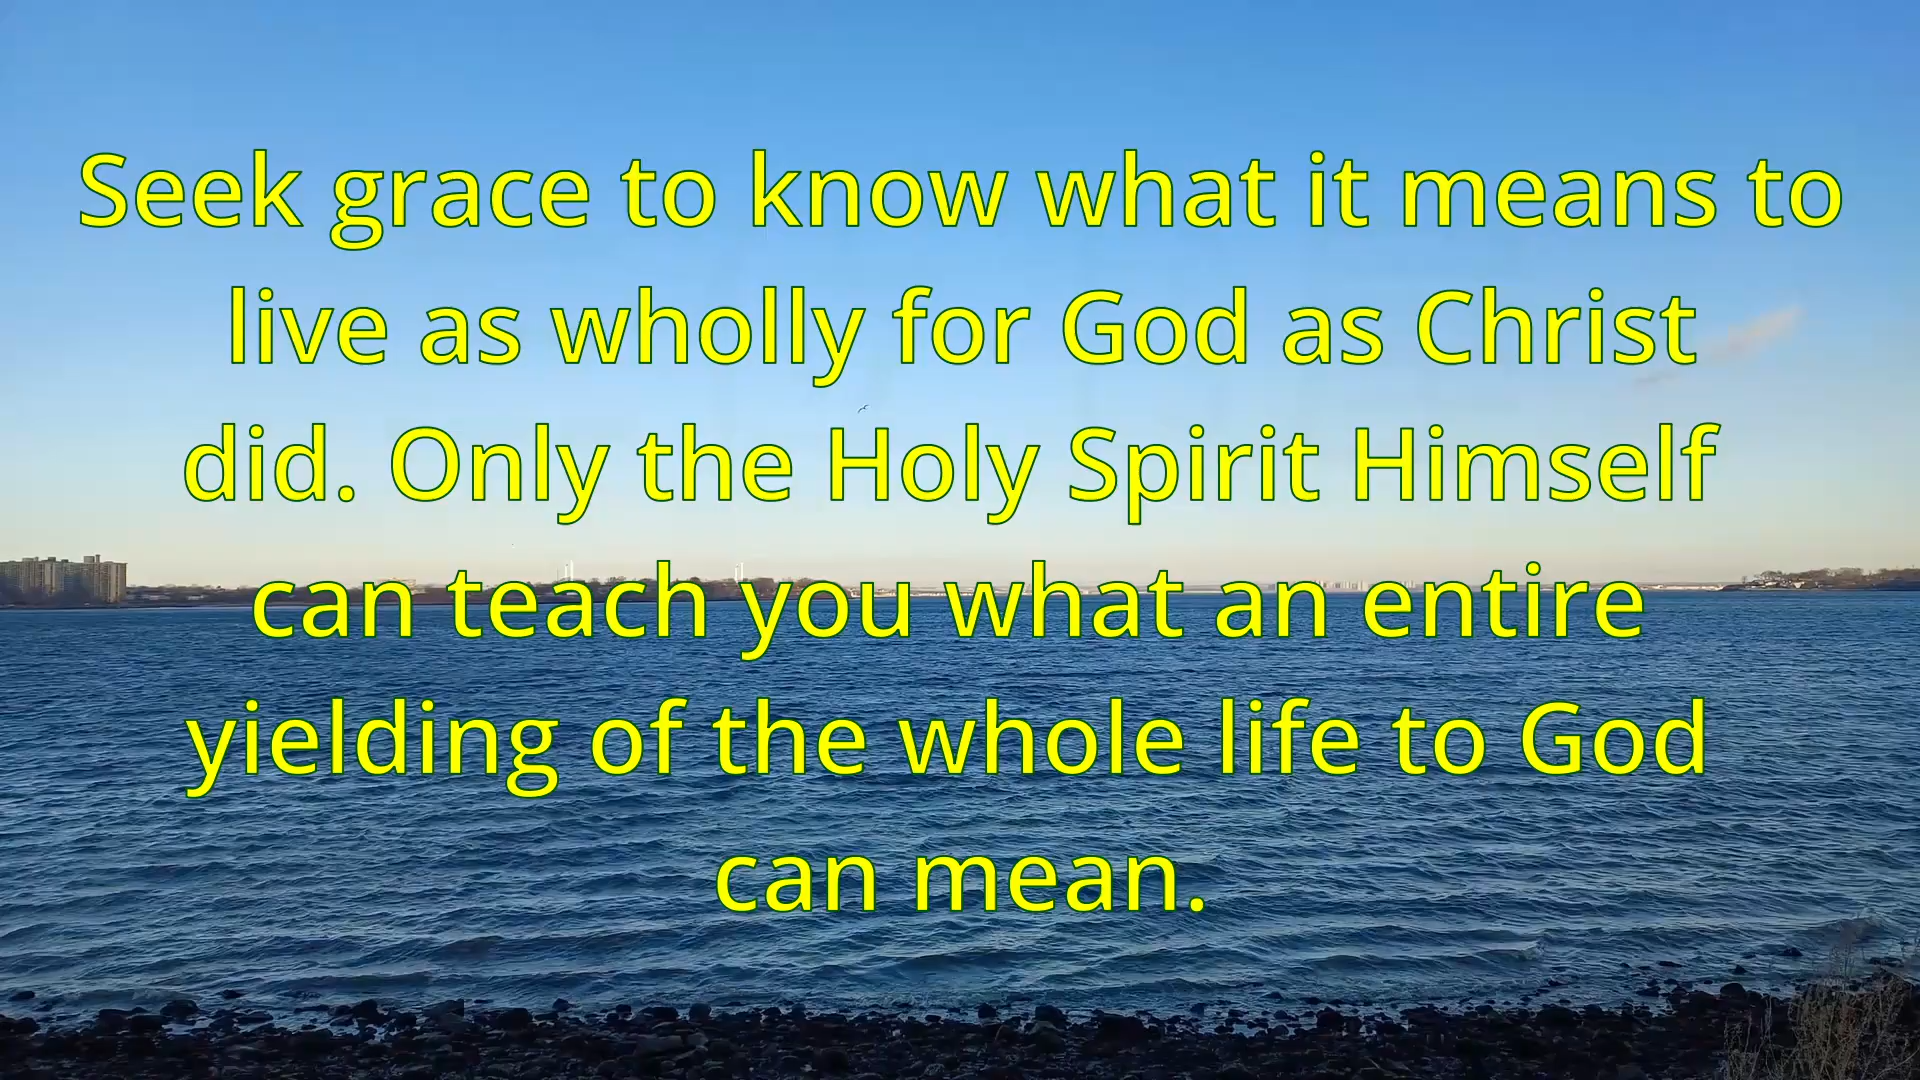 Seek grace to know what it means to
live as wholly for God as Christ
did. Only the Holy Spirit Himself
can teach you what an entire
yielding of the whole life to God
can mean.